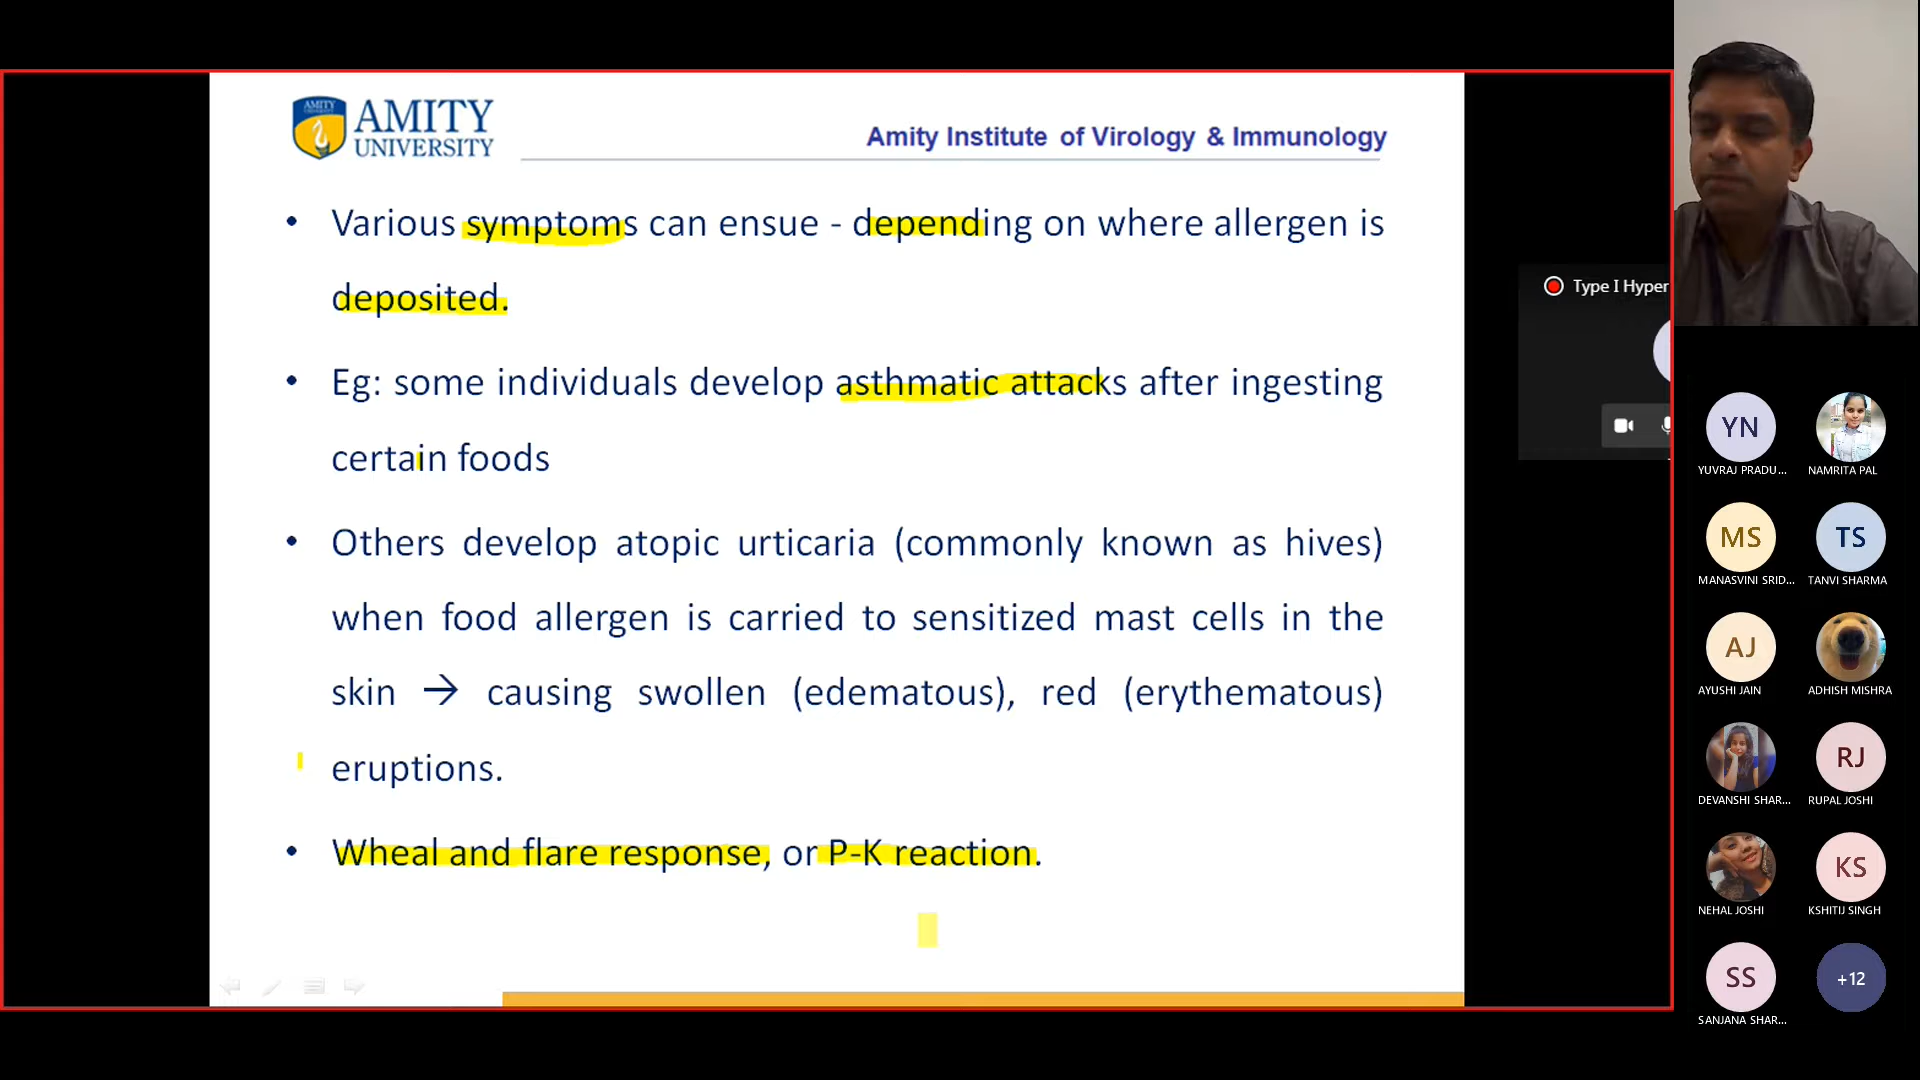 AMITY
AMITY
UNIVERSITY
Amity Institute of Virology & Immunology
• Various symptoms can ensue - depending on where allergen is
deposited.
• Eg: some individuals develop asthmatic attacks after ingesting
certain foods
• Others develop atopic urticaria (commonly known as hives)
when food allergen is carried to sensitized mast cells in the
skin → causing swollen (edematous), red (erythematous)
eruptions.
• Wheal and flare response, or P-K reaction.
Type I Hyper
YN
YUVRAJ PRADU...
NAMRITA PAL
MS
MANASVINI SRID...
TS
TANVI SHARMA
AJ
AYUSHI JAIN
ADHISH MISHRA
DEVANSHI SHAR...
RJ
RUPAL JOSHI
NEHAL JOSHI
KS
KSHITIJ SINGH
SS
SANJANA SHAR...
+12